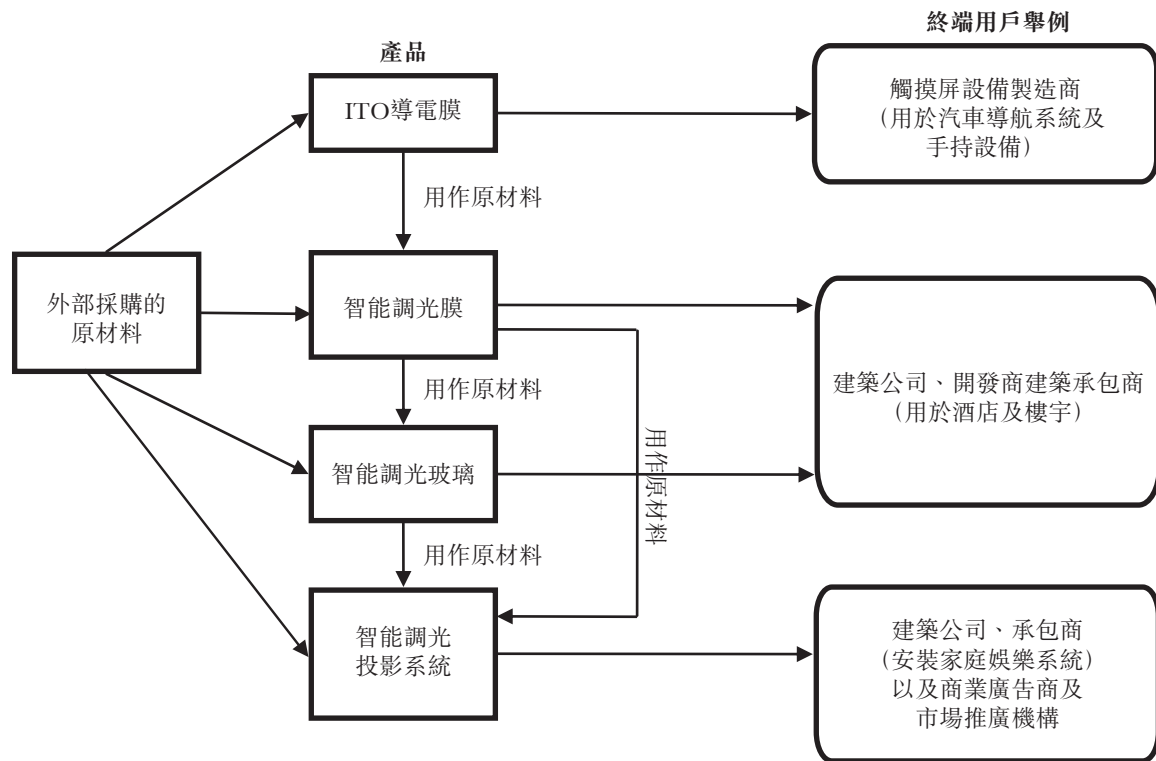 終端用戶舉例
產品
ITO導電膜
觸摸屏設備製造商
（用於汽車導航系統及
手持設備）
用作原材料
外部採購的
原材料
智能調光膜
用作原材料
建築公司、開發商建築承包商
（用於酒店及樓宇）
用作原材料
智能調光玻璃
用作原材料
智能調光
投影系統
建築公司、承包商
（安裝家庭娛樂系統）
以及商業廣告商及
市場推廣機構